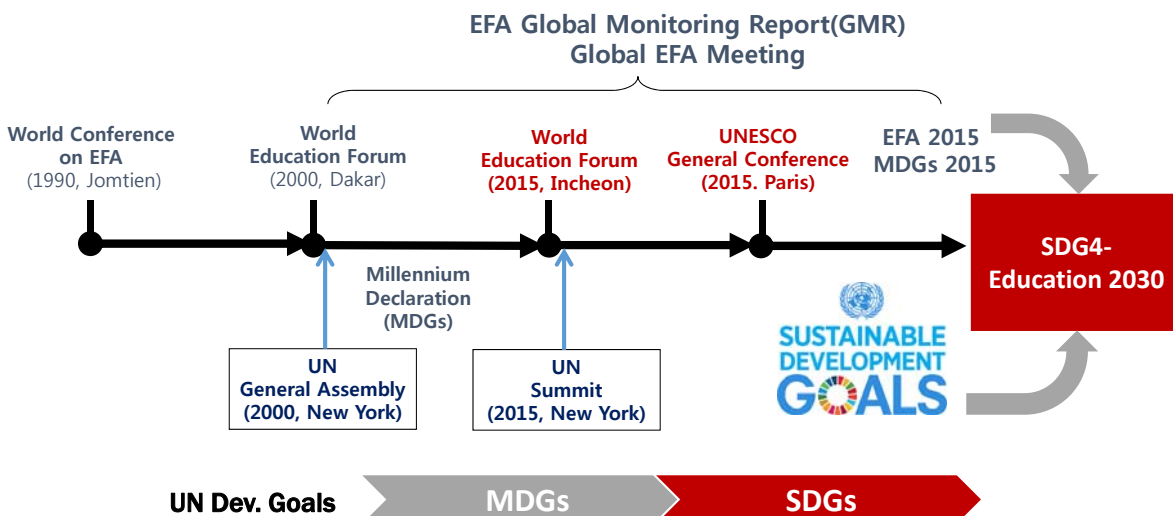 EFA Global Monitoring Report(GMR)
Global EFA Meeting
World Conference
on EFA
(1990, Jomtien)
World
Education Forum
(2000, Dakar)
World
Education Forum
(2015, Incheon)
UNESCO
General Conference
(2015. Paris)
EFA 2015
MDGs 2015
SDG4-
Education 2030
Millennium
Declaration
(MDGs)
UN
General Assembly
(2000, New York)
UN
Summit
(2015, New York)
SUSTAINABLE
DEVELOPMENT
GOALS
UN Dev. Goals
MDGs
SDGs